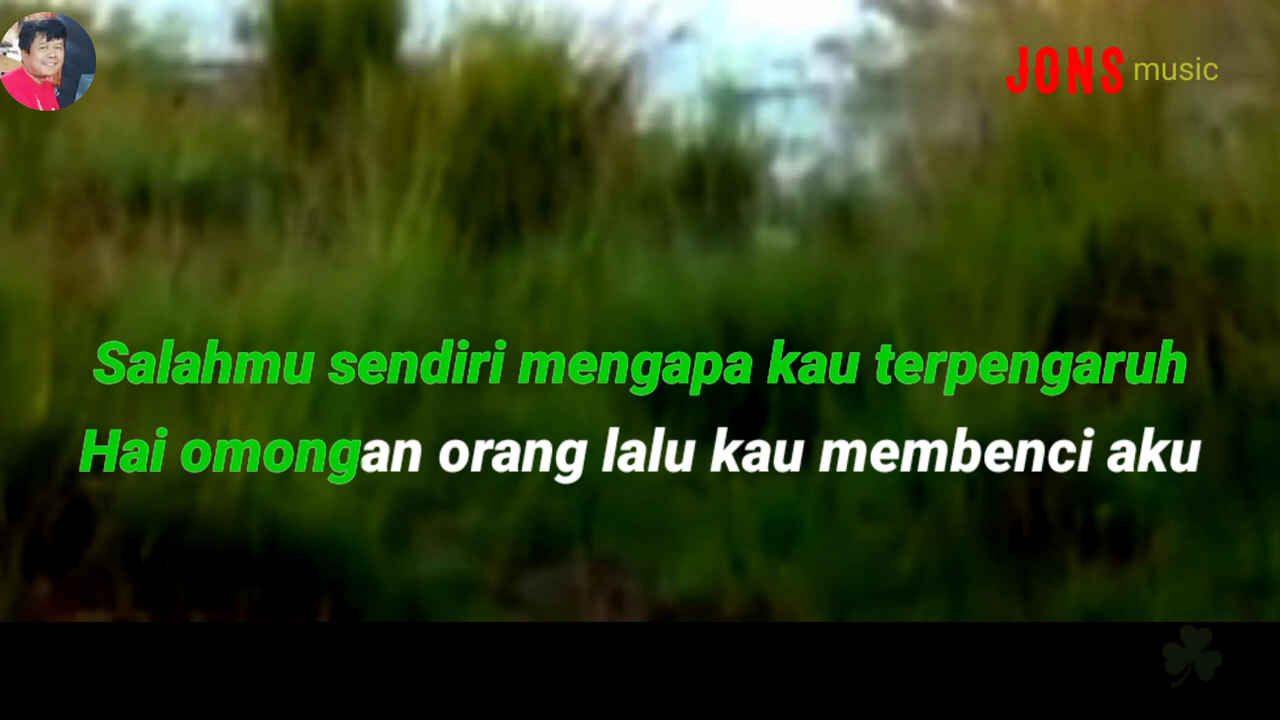 JONS music
Salahmu sendiri mengapa kau terpengaruh
Hai omongan orang lalu kau membenci aku